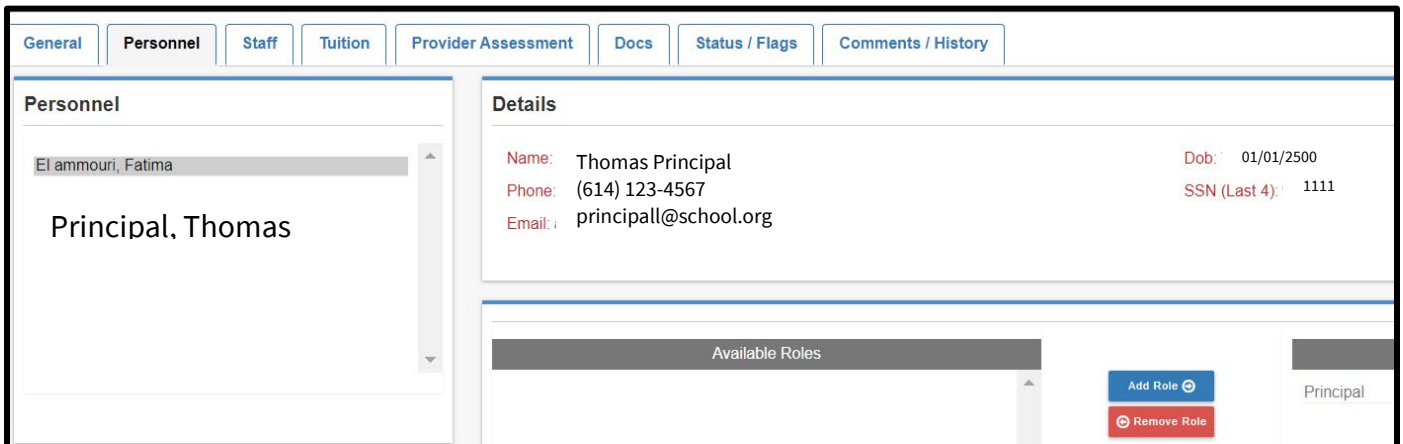 General Personnel Staff Tuition Provider Assessment Docs Status / Flags Comments / History
Personnel
El ammouri, Fatima
Principal, Thomas
Details
Name: Thomas Principal
Phone: (614) 123-4567
Email: principall@school.org
Dob: 01/01/2500
SSN (Last 4): 1111
Available Roles
Add Role
Remove Role
Principal